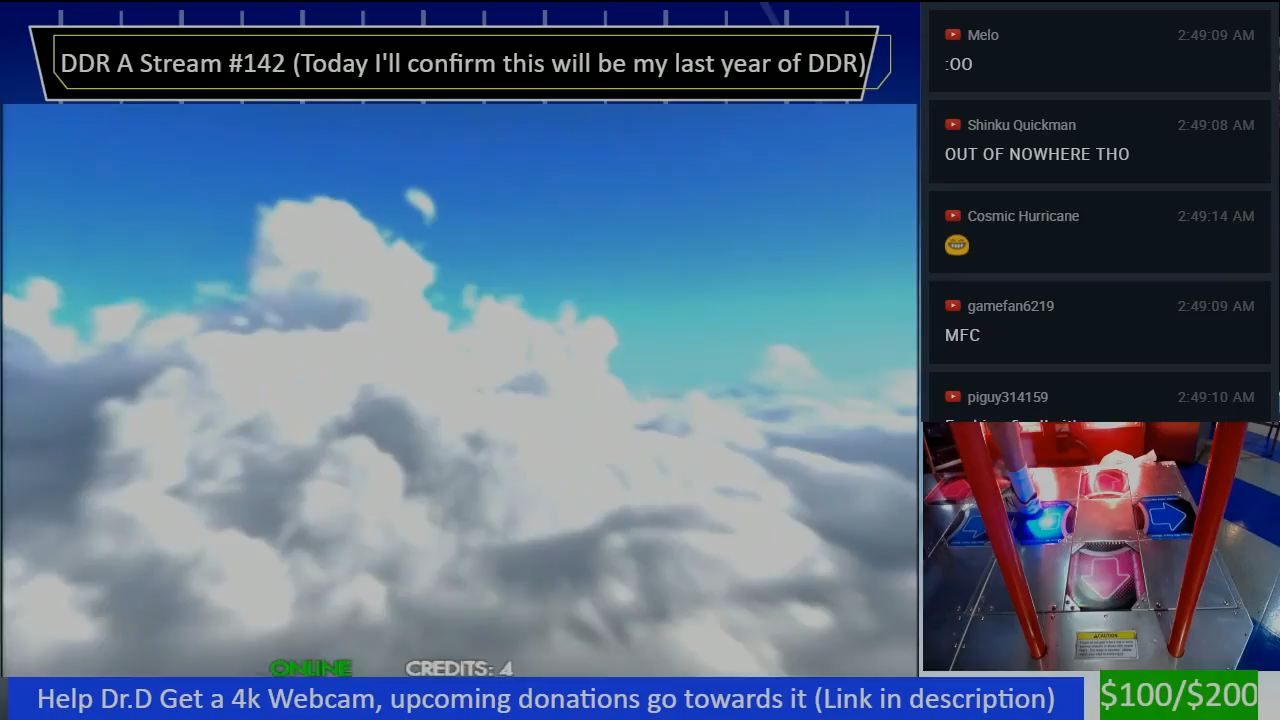 DDR A Stream #142 (Today I'll confirm this will be my last year of DDR)
Melo 2:49:09 AM
:OO
Shinku Quickman 2:49:08 AM
OUT OF NOWHERE THO
Cosmic Hurricane 2:49:14 AM
gamefan6219 2:49:09 AM
MFC
piguy314159 2:49:10 AM
CAUTION
ONLINE CREDITS: 4
Help Dr.D Get a 4k Webcam, upcoming donations go towards it (Link in description)
$100/$200